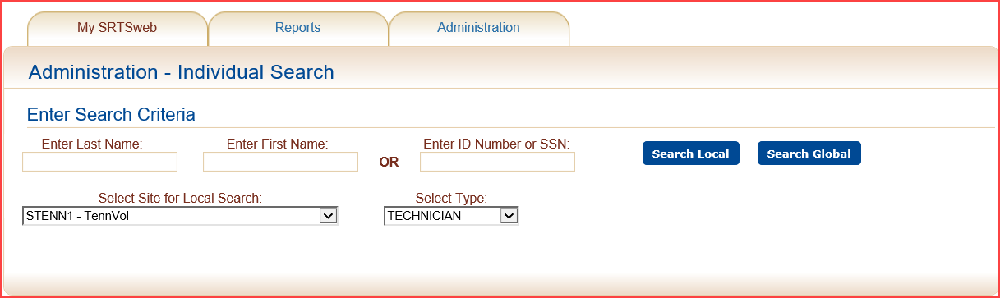 My SRTSweb Reports Administration
Administration - Individual Search
Enter Search Criteria
Enter Last Name: Enter First Name: OR Enter ID Number or SSN: Search Local Search Global
Select Site for Local Search: Select Type:
STENN1 - TennVol TECHNICIAN